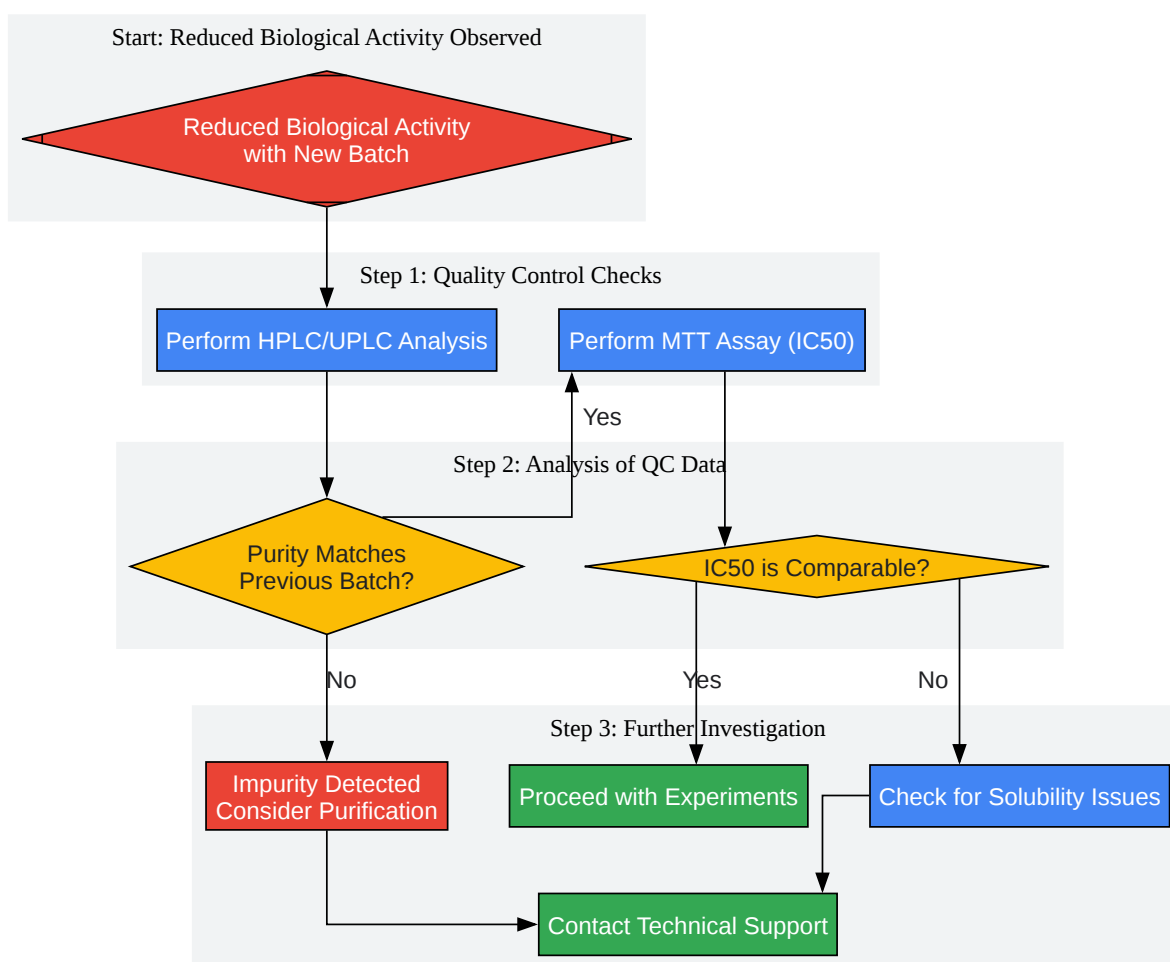 Start: Reduced Biological Activity Observed
Reduced Biological Activity
with New Batch
Step 1: Quality Control Checks
Perform HPLC/UPLC Analysis
Perform MTT Assay (IC50)
Yes
Step 2: Analysis of QC Data
Purity Matches
Previous Batch?
IC50 is Comparable?
No
Yes
No
Step 3: Further Investigation
Impurity Detected
Consider Purification
Proceed with Experiments
Check for Solubility Issues
Contact Technical Support